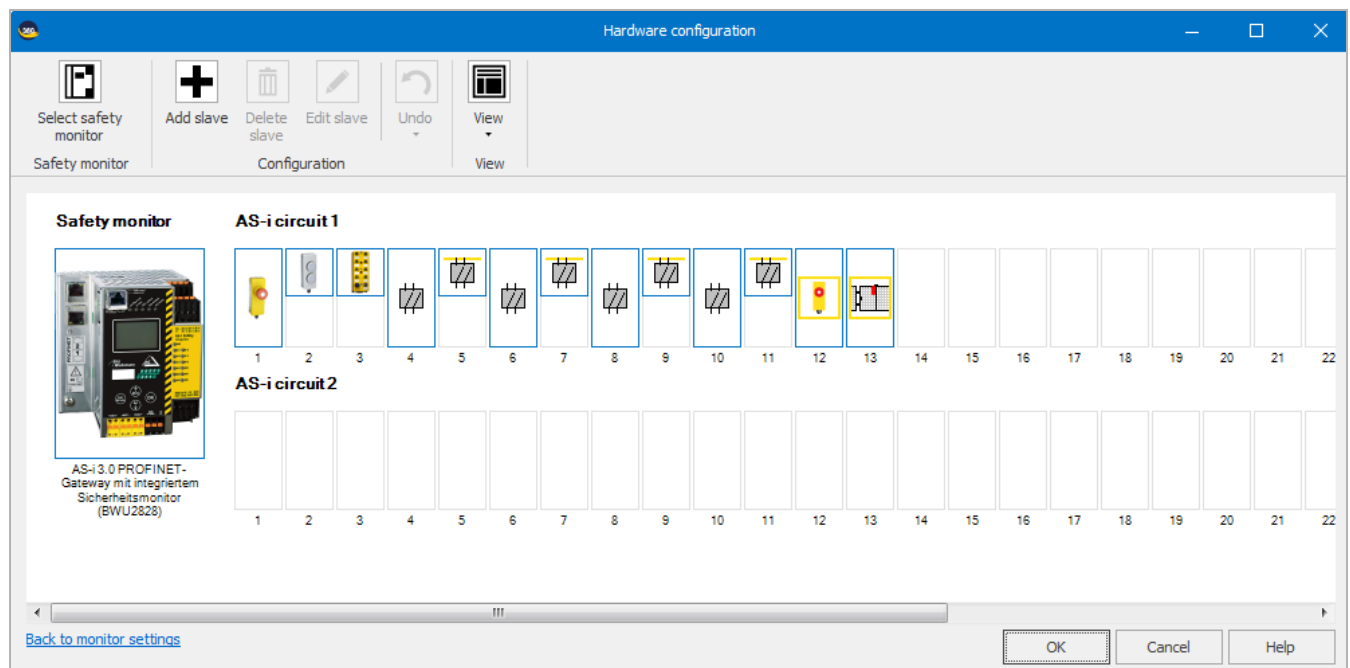 360
Hardware configuration
Select safety
monitor
Add slave
Delete
slave
Edit slave
Undo
View
Safety monitor
Configuration
View
Safety monitor
AS-i circuit 1
1 2 3 4 5 6 7 8 9 10 11 12 13 14 15 16 17 18 19 20 21 22
AS-i circuit 2
AS-i 3.0 PROFINET-
Gateway mit integriertem
Sicherheitsmonitor
(BWU2828)
1 2 3 4 5 6 7 8 9 10 11 12 13 14 15 16 17 18 19 20 21 22
Back to monitor settings
OK
Cancel
Help